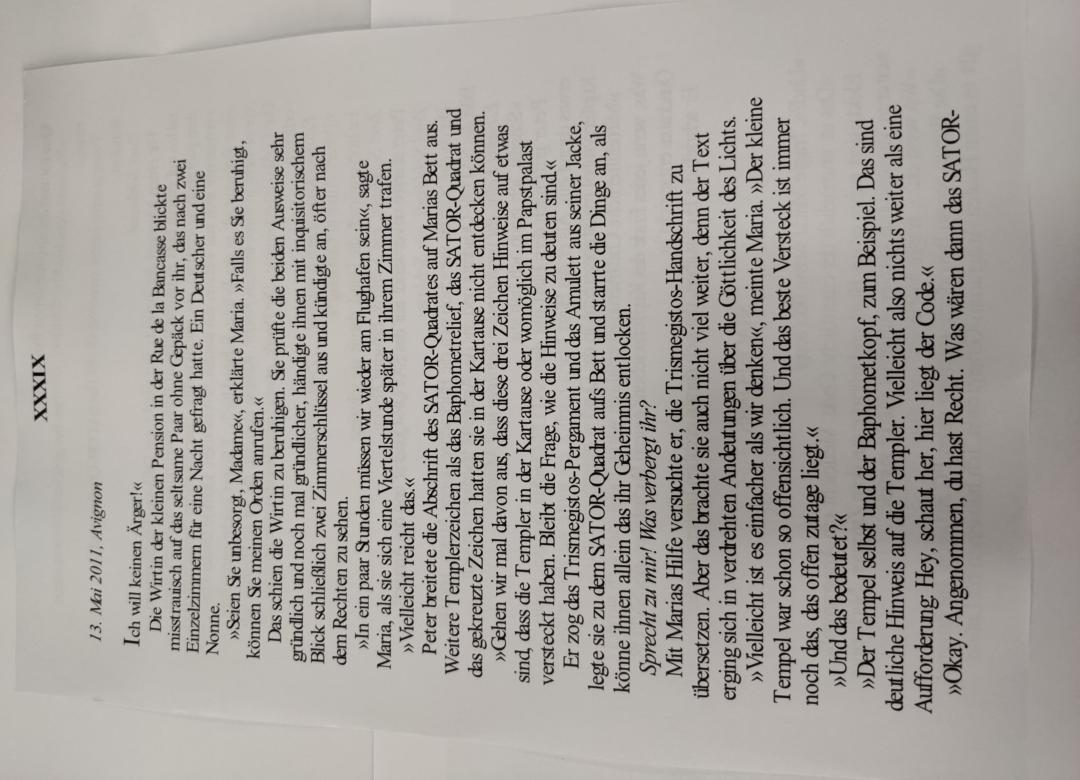 XXXIX
13. Mai 2011, Avignon
Ich will keinen Ärger!«
Die Wirtin der kleinen Pension in der Rue de la Bancasse blickte
misstrauisch auf das seltsame Paar ohne Gepäck vor ihr, das nach zwei
Einzelzimmern für eine Nacht gefragt hatte. Ein Deutscher und eine
Nonne.
»Seien Sie unbesorgt, Madame«, erklärte Maria. »Falls es Sie beruhigt,
können Sie meinen Orden anrufen.«
Das schien die Wirtin zu beruhigen. Sie prüfte die beiden Ausweise sehr
gründlich und noch mal gründlicher, händigte ihnen mit inquisitorischem
Blick schließlich zwei Zimmerschlüssel aus und kündigte an, öfter nach
dem Rechten zu sehen.
»In ein paar Stunden müssen wir wieder am Flughafen sein«, sagte
Maria, als sie sich eine Viertelstunde später in ihrem Zimmer trafen.
»Vielleicht reicht das.«
Peter breitete die Abschrift des SATOR-Quadrates auf Marias Bett aus.
Weitere Templerzeichen als das Baphometrelief, das SATOR-Quadrat und
das gekreuzte Zeichen hatten sie in der Kartause nicht entdecken können.
»Gehen wir mal davon aus, dass diese drei Zeichen Hinweise auf etwas
sind, dass die Templer in der Kartause oder womöglich im Papstpalast
versteckt haben. Bleibt die Frage, wie die Hinweise zu deuten sind.«
Er zog das Trismegistos-Pergament und das Amulett aus seiner Jacke,
legte sie zu dem SATOR-Quadrat aufs Bett und starrte die Dinge an, als
könne ihnen allein das ihr Geheimnis entlocken.
Sprecht zu mir! Was verbergt ihr?
Mit Marias Hilfe versuchte er, die Trismegistos-Handschrift zu
übersetzen. Aber das brachte sie auch nicht viel weiter, denn der Text
erging sich in verdrehten Andeutungen über die Göttlichkeit des Lichts.
»Vielleicht ist es einfacher als wir denken«, meinte Maria. »Der kleine
Tempel war schon so offensichtlich. Und das beste Versteck ist immer
noch das, das offen zutage liegt.«
»Und das bedeutet?«
»Der Tempel selbst und der Baphometkopf, zum Beispiel. Das sind
deutliche Hinweis auf die Templer. Vielleicht also nichts weiter als eine
Aufforderung: Hey, schaut her, hier liegt der Code.«
»Okay. Angenommen, du hast Recht. Was wären dann das SATOR-